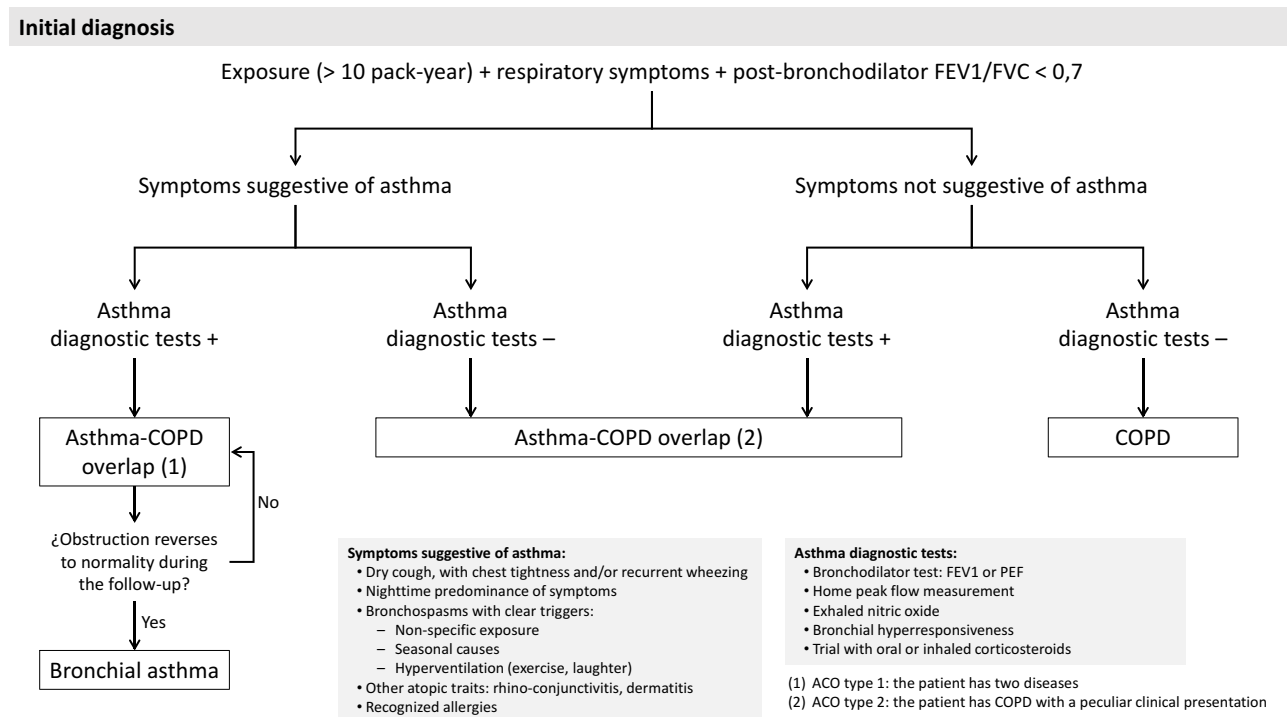 Initial diagnosis
Exposure (> 10 pack-year) + respiratory symptoms + post-bronchodilator FEV1/FVC < 0,7
Symptoms suggestive of asthma
Symptoms not suggestive of asthma
Asthma
diagnostic tests +
Asthma
diagnostic tests –
Asthma
diagnostic tests +
Asthma
diagnostic tests –
Asthma-COPD
overlap (1)
Asthma-COPD overlap (2)
COPD
No
¿Obstruction reverses
to normality during
the follow-up?
Yes
Bronchial asthma
Symptoms suggestive of asthma:
• Dry cough, with chest tightness and/or recurrent wheezing
• Nighttime predominance of symptoms
• Bronchospasms with clear triggers:
– Non-specific exposure
– Seasonal causes
– Hyperventilation (exercise, laughter)
• Other atopic traits: rhino-conjunctivitis, dermatitis
• Recognized allergies
Asthma diagnostic tests:
• Bronchodilator test: FEV1 or PEF
• Home peak flow measurement
• Exhaled nitric oxide
• Bronchial hyperresponsiveness
• Trial with oral or inhaled corticosteroids
(1) ACO type 1: the patient has two diseases
(2) ACO type 2: the patient has COPD with a peculiar clinical presentation